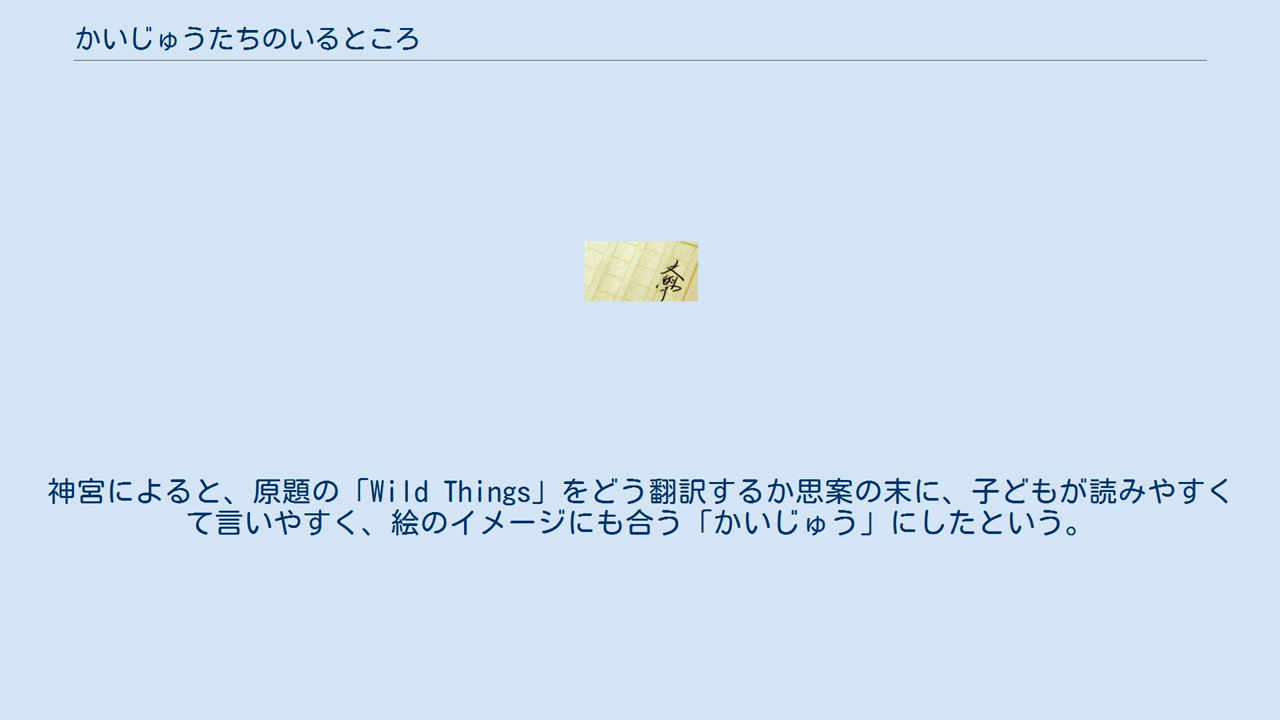 かいじゅうたちのいるところ
神宮によると、原題の「Wild Things」をどう翻訳するか思案の末に、子どもが読みやすく
て言いやすく、絵のイメージにも合う「かいじゅう」にしたという。